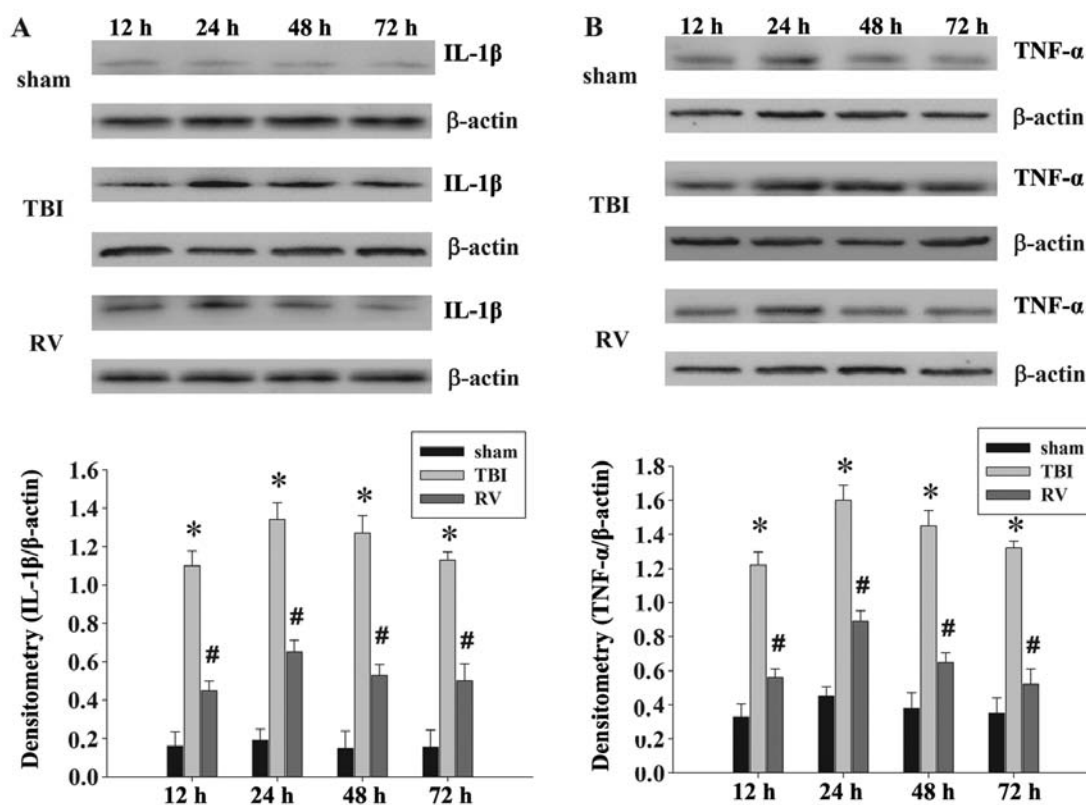 A
12 h 24 h 48 h 72 h
sham
IL-1β
β-actin
TBI
IL-1β
β-actin
RV
IL-1β
β-actin
sham
TBI
RV
Densitometry (IL-1β/β-actin)
1.6
1.4
1.2
1.0
0.8
0.6
0.4
0.2
0.0
* * * *
# # # #
12 h 24 h 48 h 72 h
B
12 h 24 h 48 h 72 h
sham
TNF-α
β-actin
TBI
TNF-α
β-actin
RV
TNF-α
β-actin
sham
TBI
RV
Densitometry (TNF-α/β-actin)
1.8
1.6
1.4
1.2
1.0
0.8
0.6
0.4
0.2
0.0
* * * *
# # # #
12 h 24 h 48 h 72 h